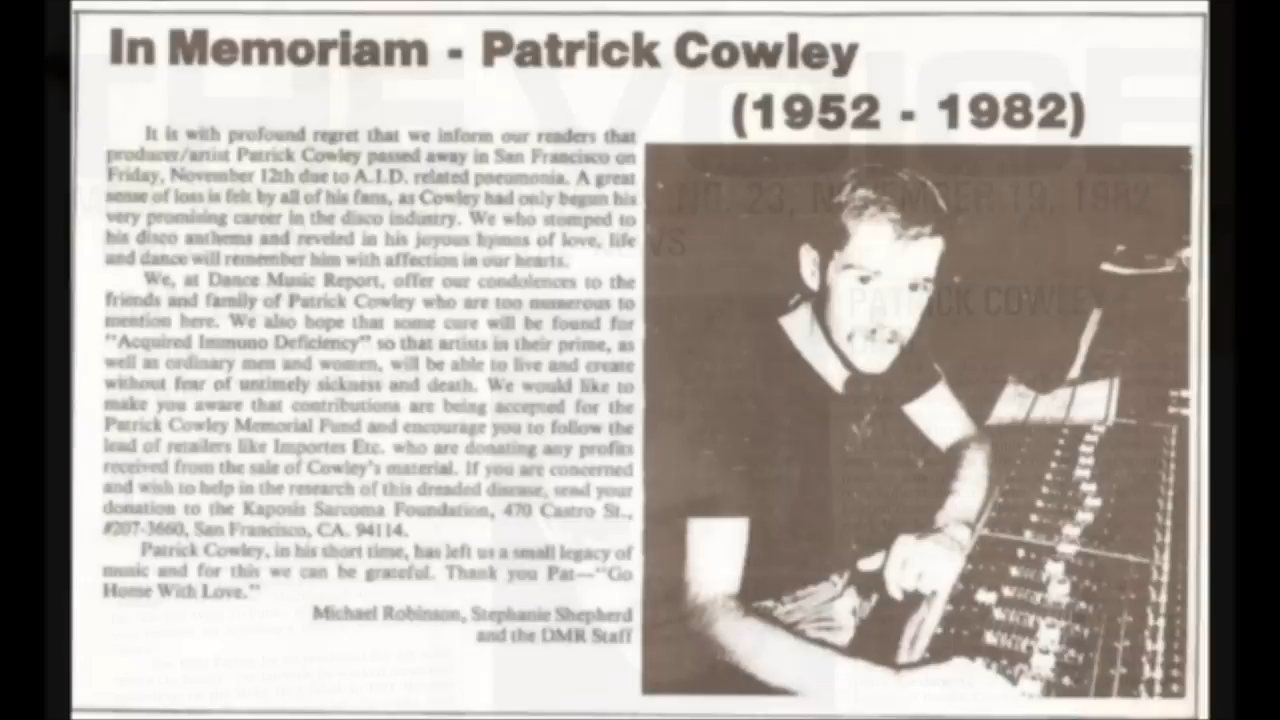 In Memoriam - Patrick Cowley
(1952 - 1982)
It is with profound regret that we inform our readers that
producer/artist Patrick Cowley passed away in San Francisco on
Friday, November 12th due to A.I.D. related pneumonia. A great
sense of loss is felt by all of his fans, as Cowley had only begun his
very promising career in the disco industry. We who stomped to
his disco anthems and reveled in his joyous hymns of love, life
and dance will remember him with affection in our hearts.
We, at Dance Music Report, offer our condolences to the
friends and family of Patrick Cowley who are too numerous to
mention here. We also hope that some cure will be found for
"Acquired Immuno Deficiency" so that artists in their prime, as
well as ordinary men and women, will be able to live and create
without fear of untimely sickness and death. We would like to
make you aware that contributions are being accepted for the
Patrick Cowley Memorial Fund and encourage you to follow the
lead of retailers like Importes Etc. who are donating any profits
received from the sale of Cowley's material. If you are concerned
and wish to help in the research of this dreaded disease, send your
donation to the Kaposis Sarcoma Foundation, 470 Castro St.,
#207-3660, San Francisco, CA. 94114.
Patrick Cowley, in his short time, has left us a small legacy of
music and for this we can be grateful. Thank you Pat—"Go
Home With Love."
Michael Robinson, Stephanie Shepherd
and the DMR Staff
THE VOICE
NO. 23, NOVEMBER 19, 1982
PATRICK COWLEY